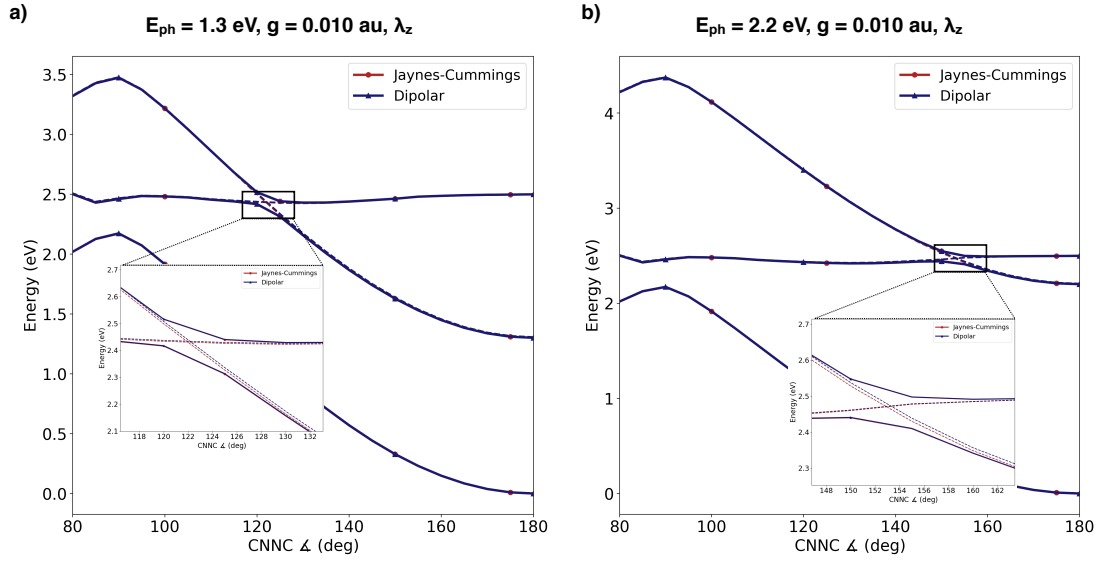 a)
E_ph = 1.3 eV, g = 0.010 au, λ_z
Jaynes-Cummings
Dipolar
3.5
3.0
2.5
2.0
1.5
1.0
0.5
0.0
Energy (eV)
80
100
120
140
160
180
CNNC ∡ (deg)
Jaynes-Cummings
Dipolar
2.7
2.6
2.5
2.4
2.3
2.2
2.1
Energy (eV)
118
120
122
124
126
128
130
132
CNNC ∡ (deg)
b)
E_ph = 2.2 eV, g = 0.010 au, λ_z
Jaynes-Cummings
Dipolar
4
3
2
1
0
Energy (eV)
80
100
120
140
160
180
CNNC ∡ (deg)
Jaynes-Cummings
Dipolar
2.7
2.6
2.5
2.4
2.3
Energy (eV)
148
150
152
154
156
158
160
162
CNNC ∡ (deg)